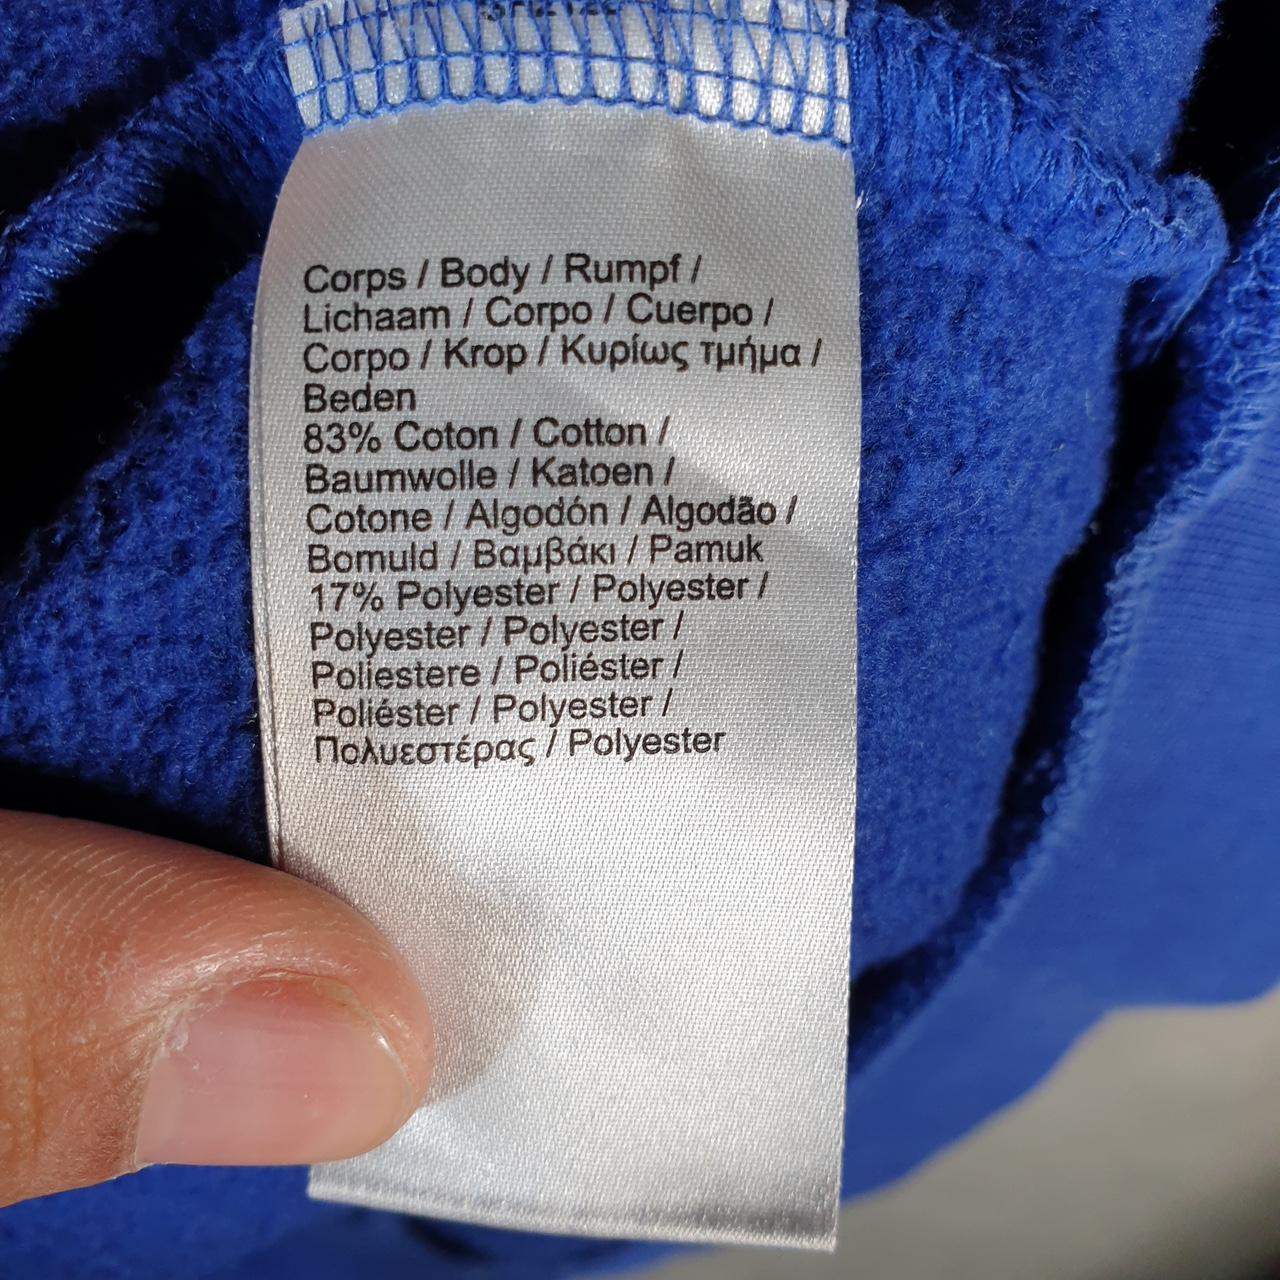 Corps / Body / Rumpf /
Lichaam / Corpo / Cuerpo /
Corpo / Krop / Κυρίως τμήμα /
Beden
83% Coton / Cotton /
Baumwolle / Katoen /
Cotone / Algodón / Algodão /
Bomuld / Βαμβάκι / Pamuk
17% Polyester / Polyester /
Polyester / Polyester /
Poliestere / Poliéster /
Poliéster / Polyester /
Πολυεστέρας / Polyester